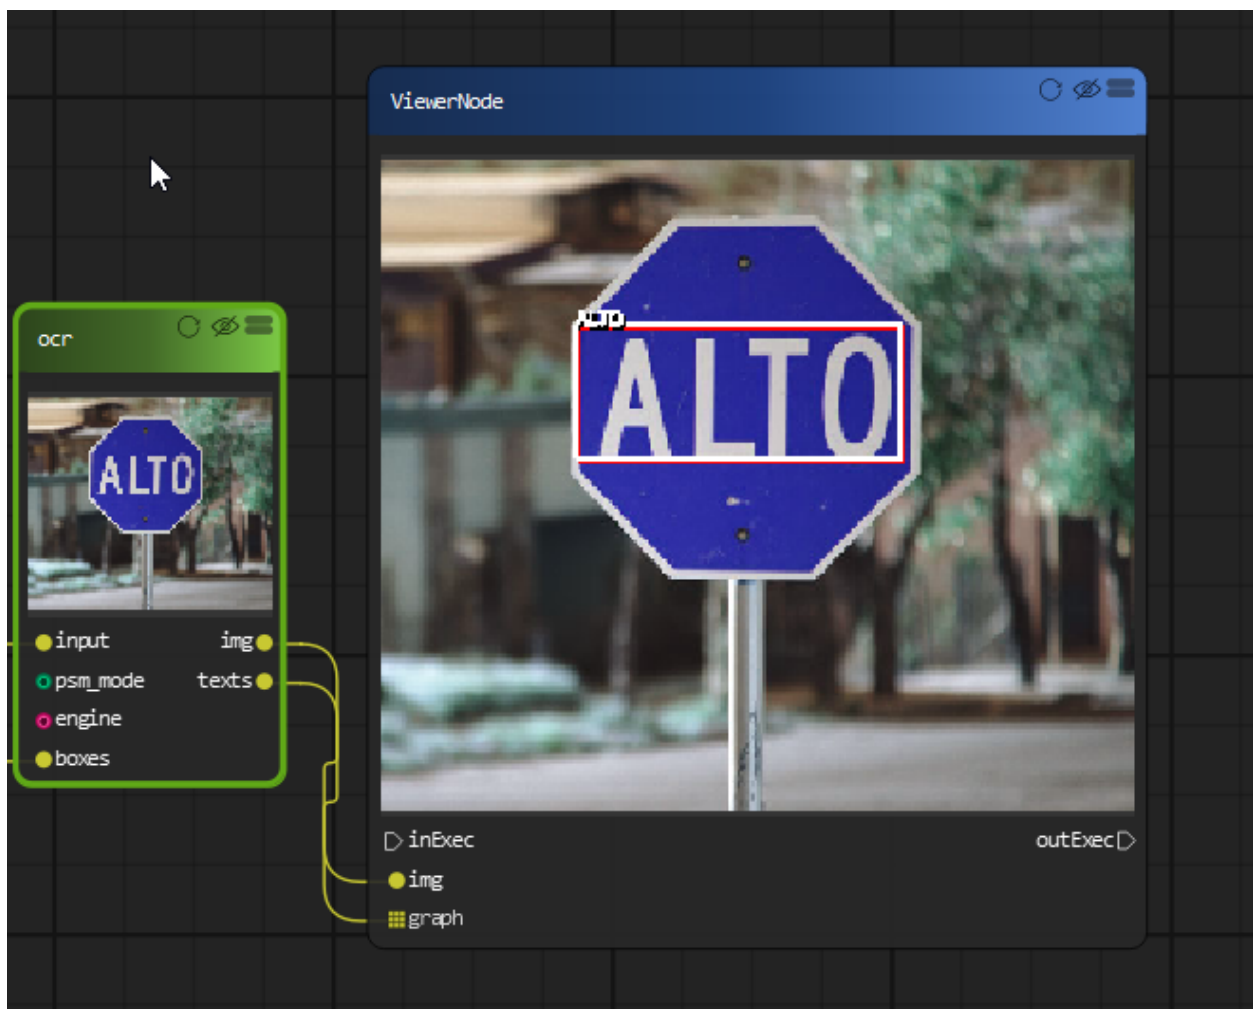 ViewerNode
ocr
ALTO
ALTO
input
img
psm_mode
texts
engine
boxes
inExec
outExec
img
graph